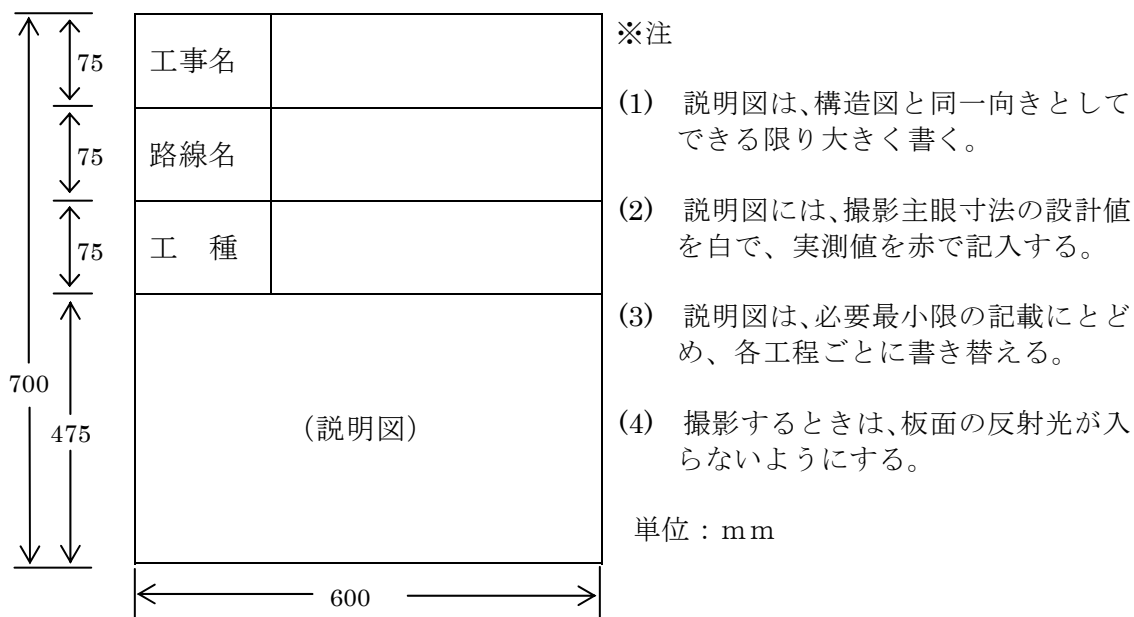 75
工事名
75
路線名
75
工　種
700
475
(説明図)
600
※注
(1)　説明図は、構造図と同一向きとして
できる限り大きく書く。
(2)　説明図には、撮影主眼寸法の設計値
を白で、実測値を赤で記入する。
(3)　説明図は、必要最小限の記載にとど
め、各工程ごとに書き替える。
(4)　撮影するときは、板面の反射光が入
らないようにする。
単位：ｍｍ